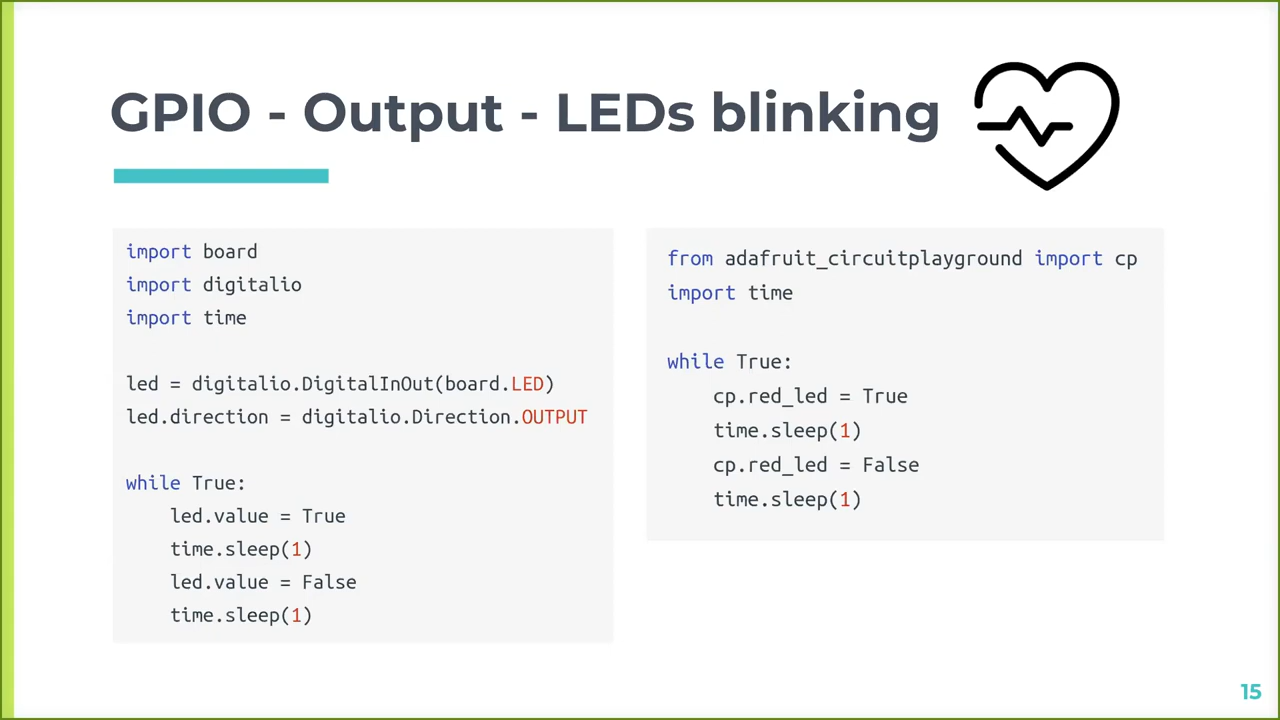 GPIO - Output - LEDs blinking
import board
import digitalio
import time
led = digitalio.DigitalInOut(board.LED)
led.direction = digitalio.Direction.OUTPUT
while True:
    led.value = True
    time.sleep(1)
    led.value = False
    time.sleep(1)
from adafruit_circuitplayground import cp
import time
while True:
    cp.red_led = True
    time.sleep(1)
    cp.red_led = False
    time.sleep(1)
15